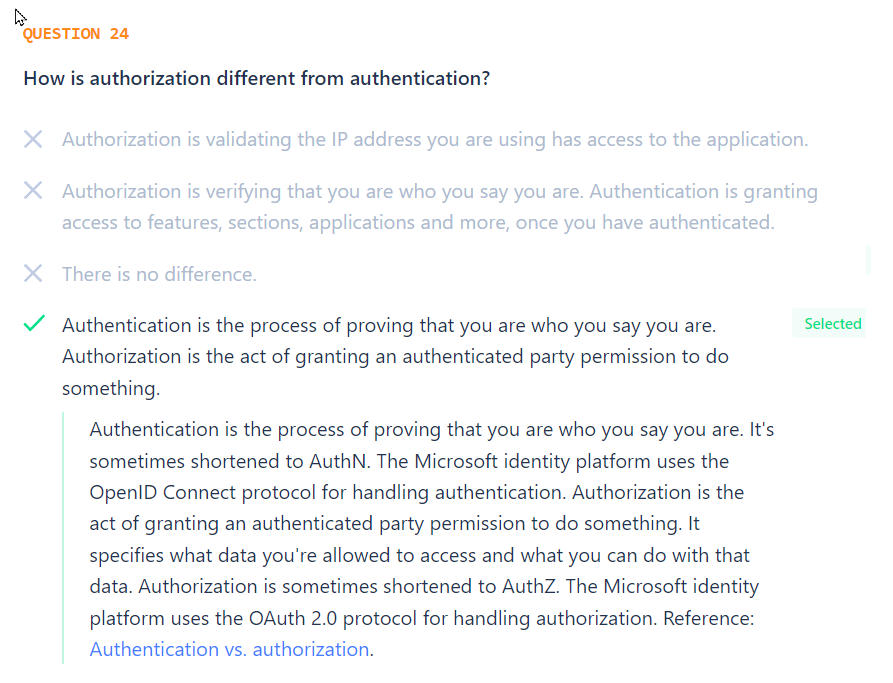 QUESTION 24
How is authorization different from authentication?
Authorization is validating the IP address you are using has access to the application.
Authorization is verifying that you are who you say you are. Authentication is granting
access to features, sections, applications and more, once you have authenticated.
There is no difference.
Authentication is the process of proving that you are who you say you are.
Selected
Authorization is the act of granting an authenticated party permission to do
something.
Authentication is the process of proving that you are who you say you are. It's
sometimes shortened to AuthN. The Microsoft identity platform uses the
OpenID Connect protocol for handling authentication. Authorization is the
act of granting an authenticated party permission to do something. It
specifies what data you're allowed to access and what you can do with that
data. Authorization is sometimes shortened to AuthZ. The Microsoft identity
platform uses the OAuth 2.0 protocol for handling authorization. Reference:
Authentication vs. authorization.